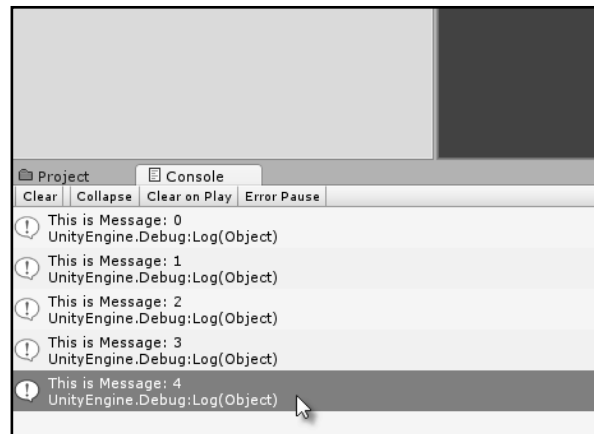 Project Console
Clear Collapse Clear on Play Error Pause
This is Message: 0
UnityEngine.Debug:Log(Object)
This is Message: 1
UnityEngine.Debug:Log(Object)
This is Message: 2
UnityEngine.Debug:Log(Object)
This is Message: 3
UnityEngine.Debug:Log(Object)
This is Message: 4
UnityEngine.Debug:Log(Object)